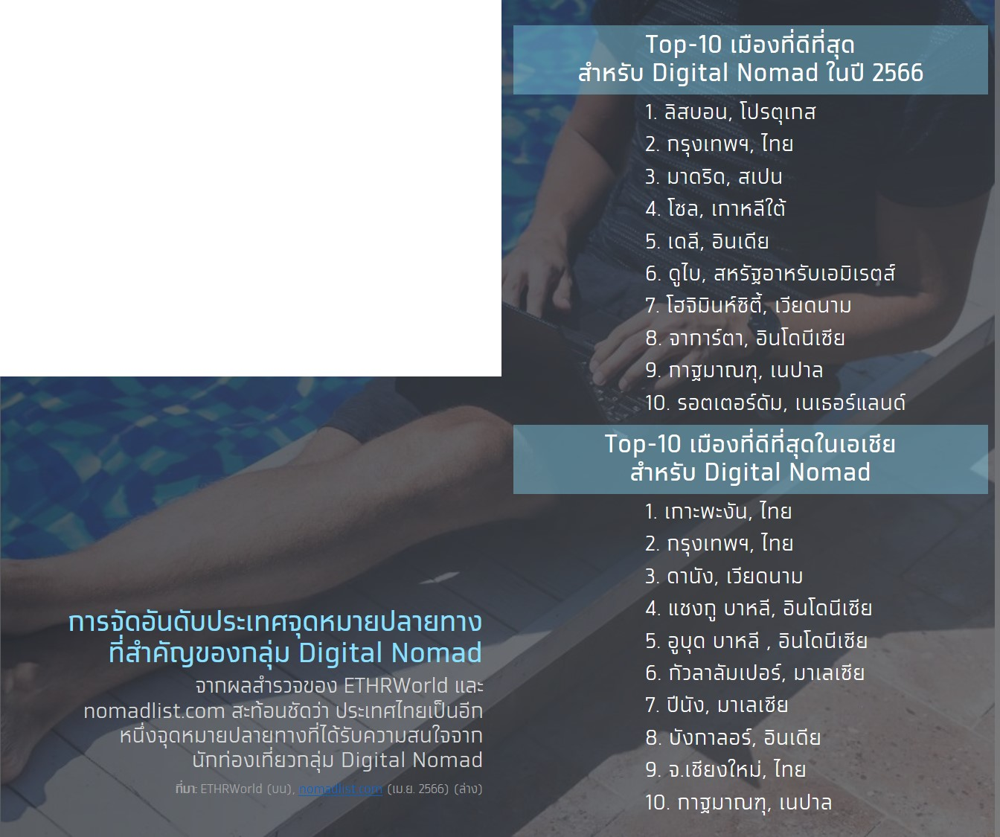 Top-10 เมืองที่ดีที่สุด
สำหรับ Digital Nomad ในปี 2566
1. ลิสบอน, โปรตุเกส
2. กรุงเทพฯ, ไทย
3. มาดริด, สเปน
4. โซล, เกาหลีใต้
5. เดลี, อินเดีย
6. ดูไบ, สหรัฐอาหรับเอมิเรตส์
7. โฮจิมินห์ซิตี้, เวียดนาม
8. จาการ์ตา, อินโดนีเซีย
9. กาฐมาณฑุ, เนปาล
10. รอตเตอร์ดัม, เนเธอร์แลนด์
Top-10 เมืองที่ดีที่สุดในเอเชีย
สำหรับ Digital Nomad
1. เกาะพะงัน, ไทย
2. กรุงเทพฯ, ไทย
3. ดานัง, เวียดนาม
4. แชงกู บาหลี, อินโดนีเซีย
5. อูบุด บาหลี , อินโดนีเซีย
6. กัวลาลัมเปอร์, มาเลเซีย
7. ปีนัง, มาเลเซีย
8. บังกาลอร์, อินเดีย
9. จ.เชียงใหม่, ไทย
10. กาฐมาณฑุ, เนปาล
การจัดอันดับประเทศจุดหมายปลายทาง
ที่สำคัญของกลุ่ม Digital Nomad
จากผลสำรวจของ ETHRWorld และ
nomadlist.com สะท้อนชัดว่า ประเทศไทยเป็นอีก
หนึ่งจุดหมายปลายทางที่ได้รับความสนใจจาก
นักท่องเที่ยวกลุ่ม Digital Nomad
ที่มา: ETHRWorld (บน), nomadlist.com (เม.ย. 2566) (ล่าง)